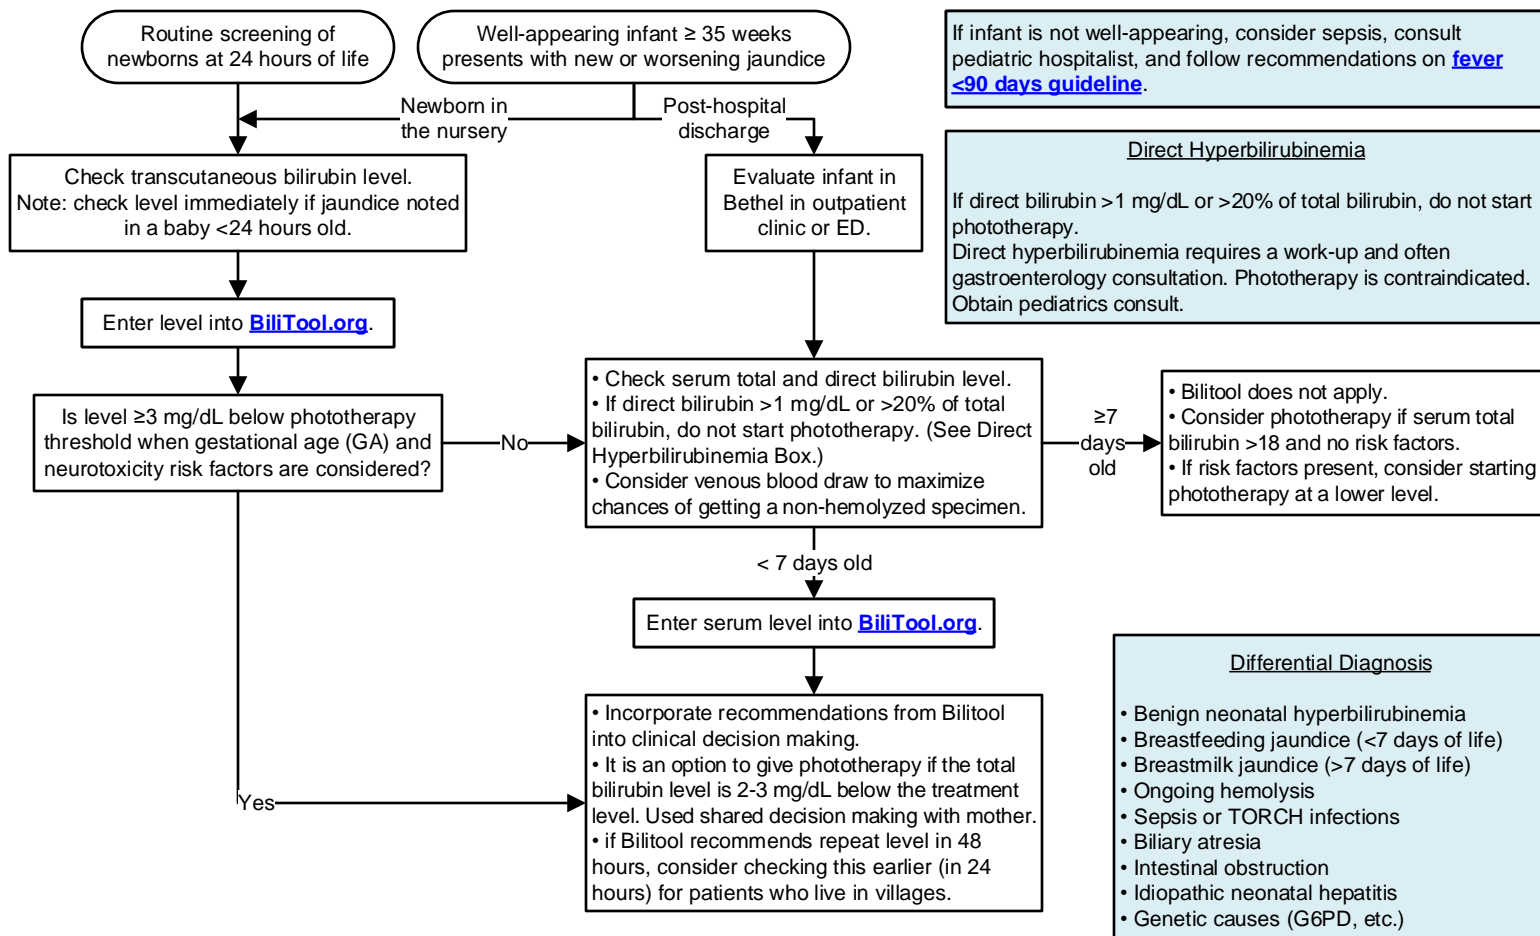 Routine screening of
newborns at 24 hours of life
Well-appearing infant ≥ 35 weeks
presents with new or worsening jaundice
If infant is not well-appearing, consider sepsis, consult
pediatric hospitalist, and follow recommendations on fever
<90 days guideline.
Newborn in
the nursery
Post-hospital
discharge
Check transcutaneous bilirubin level.
Note: check level immediately if jaundice noted
in a baby <24 hours old.
Evaluate infant in
Bethel in outpatient
clinic or ED.
Direct Hyperbilirubinemia
If direct bilirubin >1 mg/dL or >20% of total bilirubin, do not start
phototherapy.
Direct hyperbilirubinemia requires a work-up and often
gastroenterology consultation. Phototherapy is contraindicated.
Obtain pediatrics consult.
Enter level into BiliTool.org.
Is level ≥3 mg/dL below phototherapy
threshold when gestational age (GA) and
neurotoxicity risk factors are considered?
No
• Check serum total and direct bilirubin level.
• If direct bilirubin >1 mg/dL or >20% of total
bilirubin, do not start phototherapy. (See Direct
Hyperbilirubinemia Box.)
• Consider venous blood draw to maximize
chances of getting a non-hemolyzed specimen.
≥7
days
old
• Bilitool does not apply.
• Consider phototherapy if serum total
bilirubin >18 and no risk factors.
• If risk factors present, consider starting
phototherapy at a lower level.
< 7 days old
Enter serum level into BiliTool.org.
Yes
• Incorporate recommendations from Bilitool
into clinical decision making.
• It is an option to give phototherapy if the total
bilirubin level is 2-3 mg/dL below the treatment
level. Used shared decision making with mother.
• if Bilitool recommends repeat level in 48
hours, consider checking this earlier (in 24
hours) for patients who live in villages.
Differential Diagnosis
• Benign neonatal hyperbilirubinemia
• Breastfeeding jaundice (<7 days of life)
• Breastmilk jaundice (>7 days of life)
• Ongoing hemolysis
• Sepsis or TORCH infections
• Biliary atresia
• Intestinal obstruction
• Idiopathic neonatal hepatitis
• Genetic causes (G6PD, etc.)